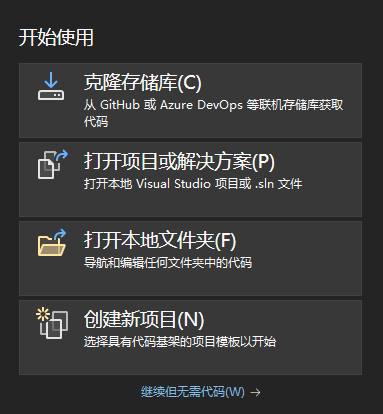 开始使用
克隆存储库(C)
从 GitHub 或 Azure DevOps 等联机存储库获取
代码
打开项目或解决方案(P)
打开本地 Visual Studio 项目或 .sln 文件
打开本地文件夹(F)
导航和编辑任何文件夹中的代码
创建新项目(N)
选择具有代码基架的项目模板以开始
继续但无需代码(W) →